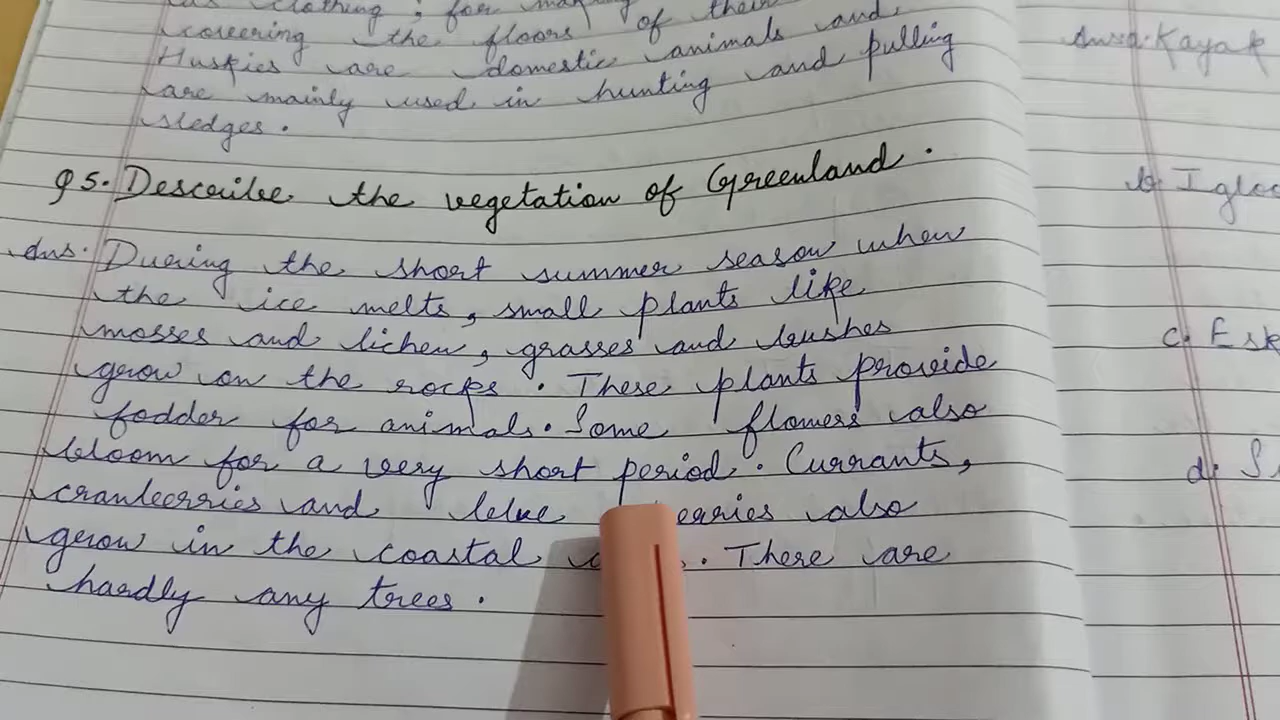 clothing, for making
covering the floors of their
Huskies are domestic animals and
are mainly used in hunting and pulling
sledges.
Q5. Describe the vegetation of Greenland.
Ans. During the short summer season when
the ice melts, small plants like
mosses and lichen, grasses and bushes
grow on the rocks. These plants provide
fodder for animals. Some flowers also
bloom for a very short period. Currants,
cranberries and blue erries also
grow in the coastal . There are
hardly any trees.
Kayak
b. Igloo
c. Esk
d.